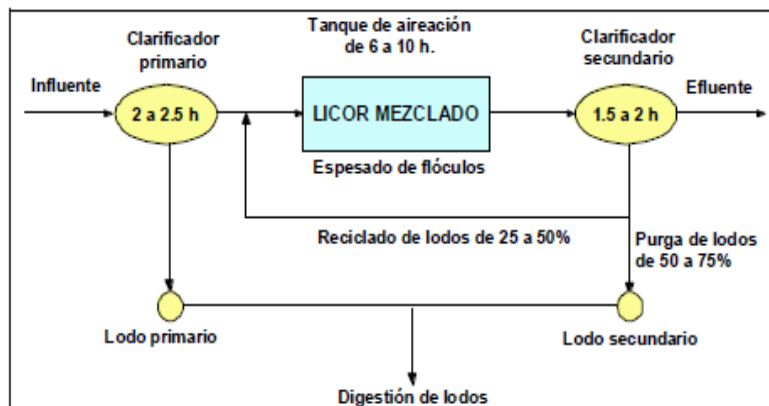 Tanque de aireación
de 6 a 10 h.
Clarificador
primario
Clarificador
secundario
Influente
Efluente
2 a 2.5 h
LICOR MEZCLADO
1.5 a 2 h
Espesado de flóculos
Reciclado de lodos de 25 a 50%
Purga de lodos
de 50 a 75%
Lodo primario
Lodo secundario
Digestión de lodos